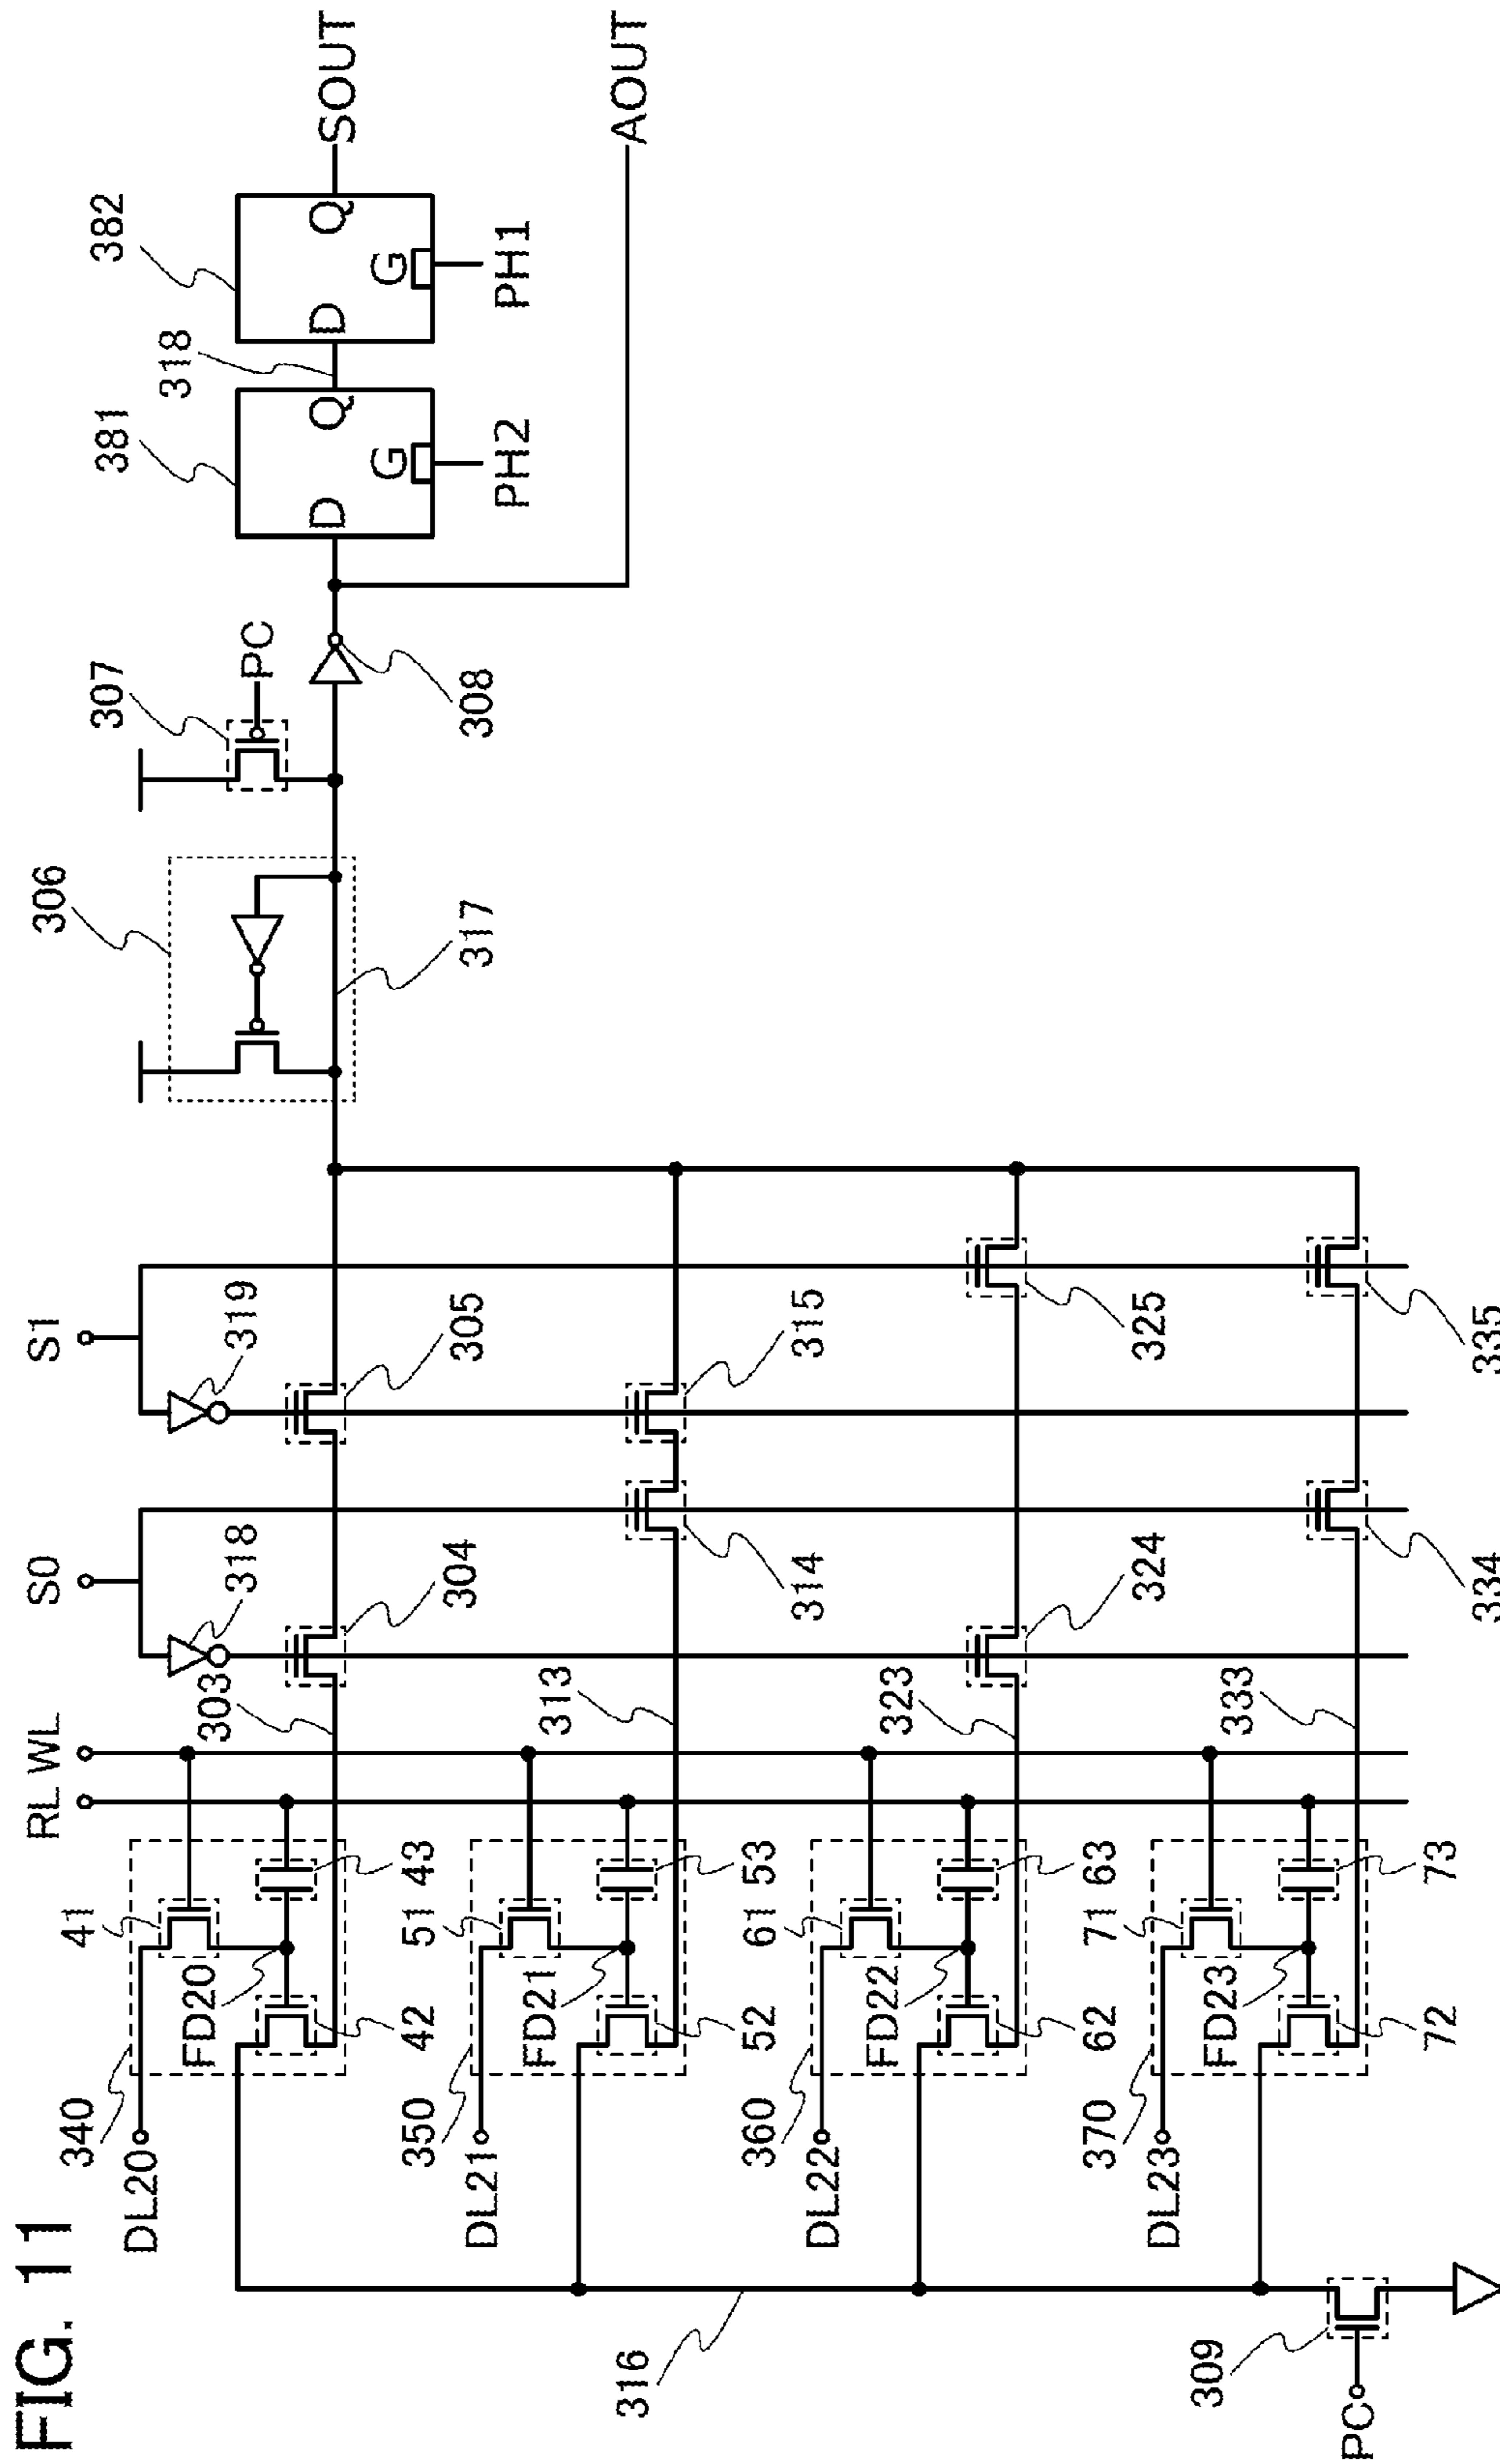 FIG. 11
RL
WL
S0
S1
306
307
PC
381
318
382
340
41
303
318
319
317
308
D
Q
G
PH2
D
Q
G
PH1
SOUT
AOUT
DL20
FD20
42
43
304
305
350
51
313
DL21
FD21
52
53
314
315
316
360
61
323
DL22
FD22
62
63
324
325
370
71
333
DL23
FD23
72
73
334
335
309
PC